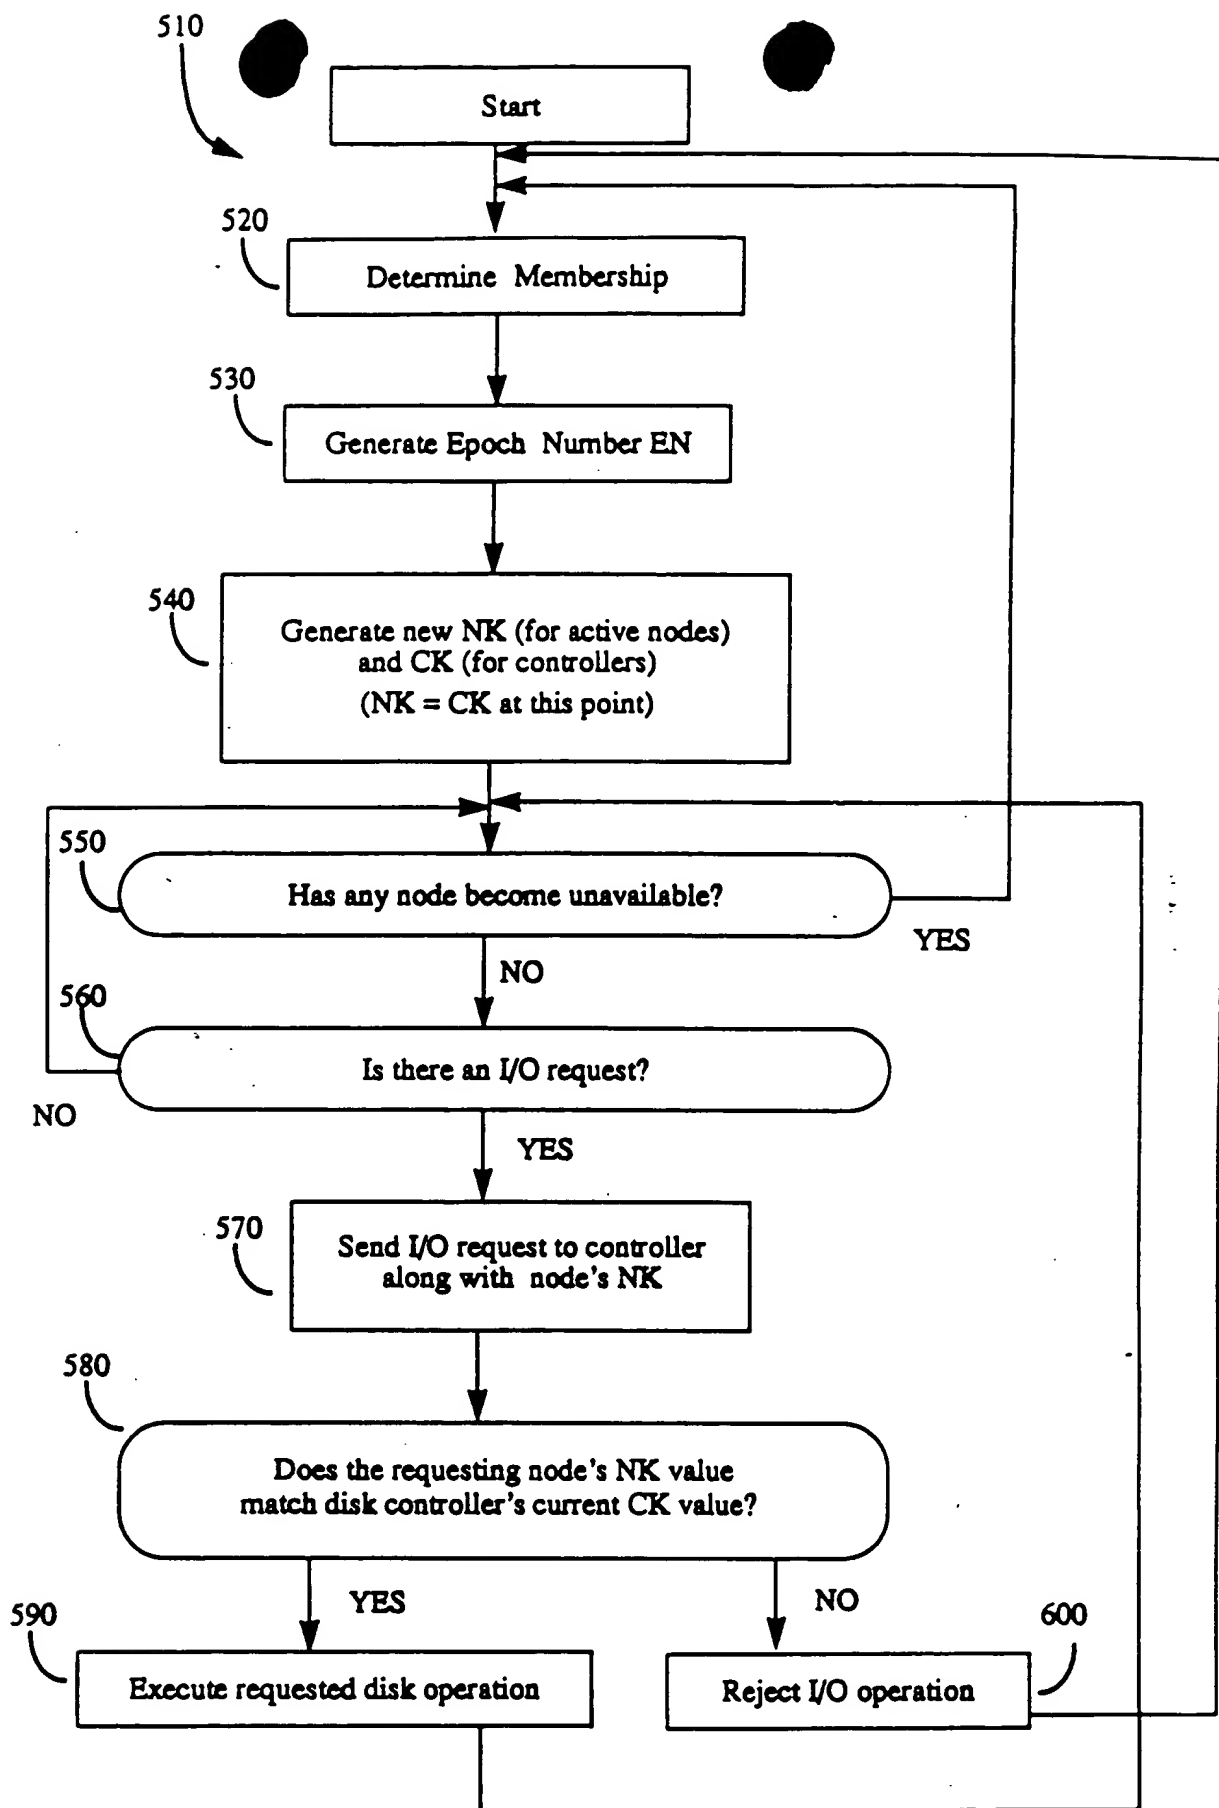 510
Start
520
Determine Membership
530
Generate Epoch Number EN
540
Generate new NK (for active nodes)
and CK (for controllers)
(NK = CK at this point)
550
Has any node become unavailable?
YES
NO
560
Is there an I/O request?
NO
YES
570
Send I/O request to controller
along with node's NK
580
Does the requesting node's NK value
match disk controller's current CK value?
YES
NO
590
600
Execute requested disk operation
Reject I/O operation